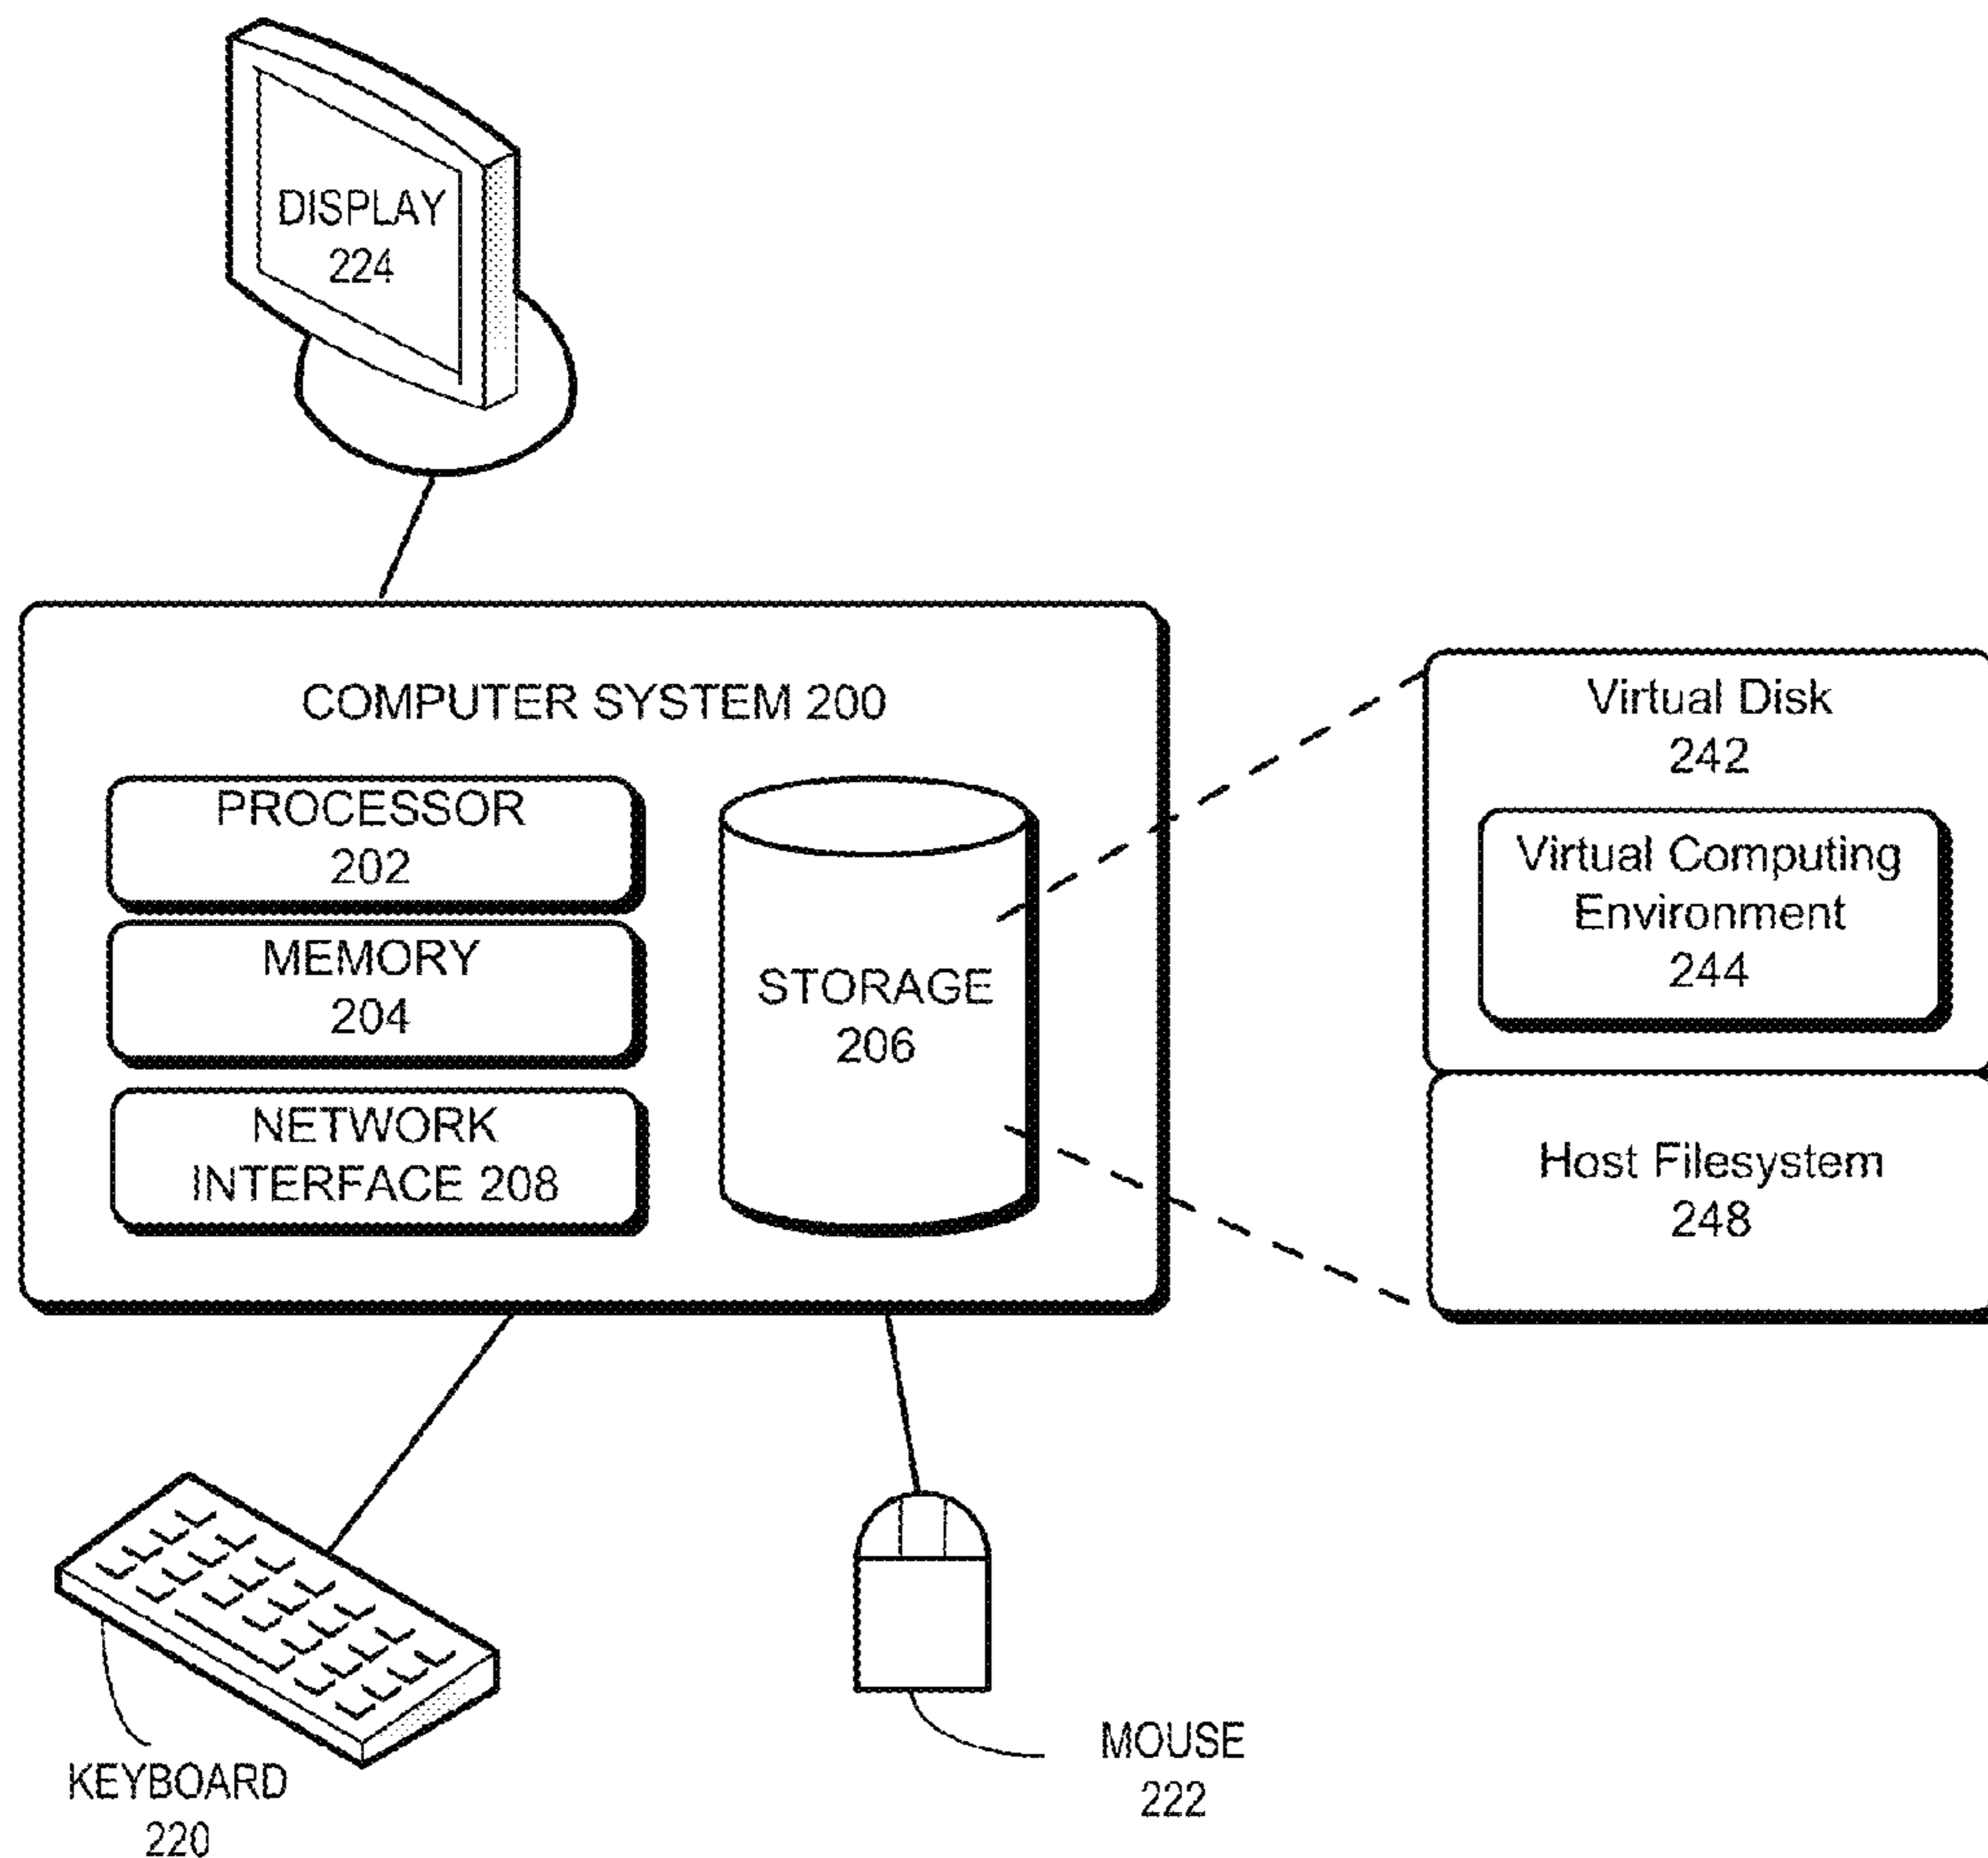 DISPLAY
224
COMPUTER SYSTEM 200
PROCESSOR
202
MEMORY
204
NETWORK
INTERFACE 208
STORAGE
206
Virtual Disk
242
Virtual Computing
Environment
244
Host Filesystem
248
KEYBOARD
220
MOUSE
222